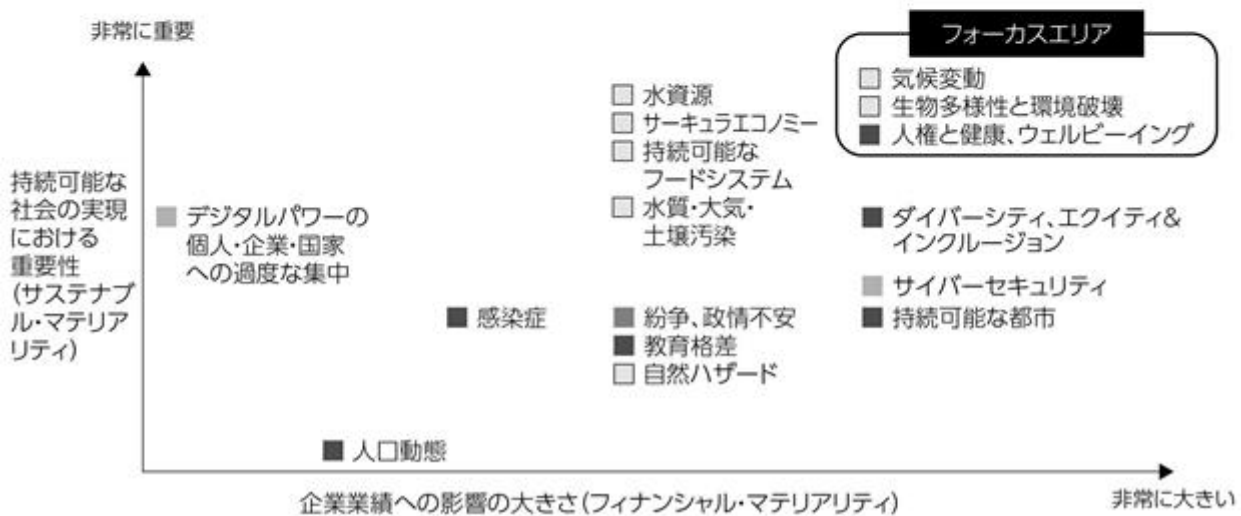 非常に重要
フォーカスエリア
気候変動
生物多様性と環境破壊
人権と健康、ウェルビーイング
水資源
サーキュラエコノミー
持続可能な
フードシステム
水質・大気・
土壌汚染
持続可能な
社会の実現
における
重要性
(サステナブ
ル・マテリア
リティ)
デジタルパワーの
個人・企業・国家
への過度な集中
ダイバーシティ、エクイティ&
インクルージョン
サイバーセキュリティ
持続可能な都市
感染症
紛争、政情不安
教育格差
自然ハザード
人口動態
企業業績への影響の大きさ(フィナンシャル・マテリアリティ)
非常に大きい